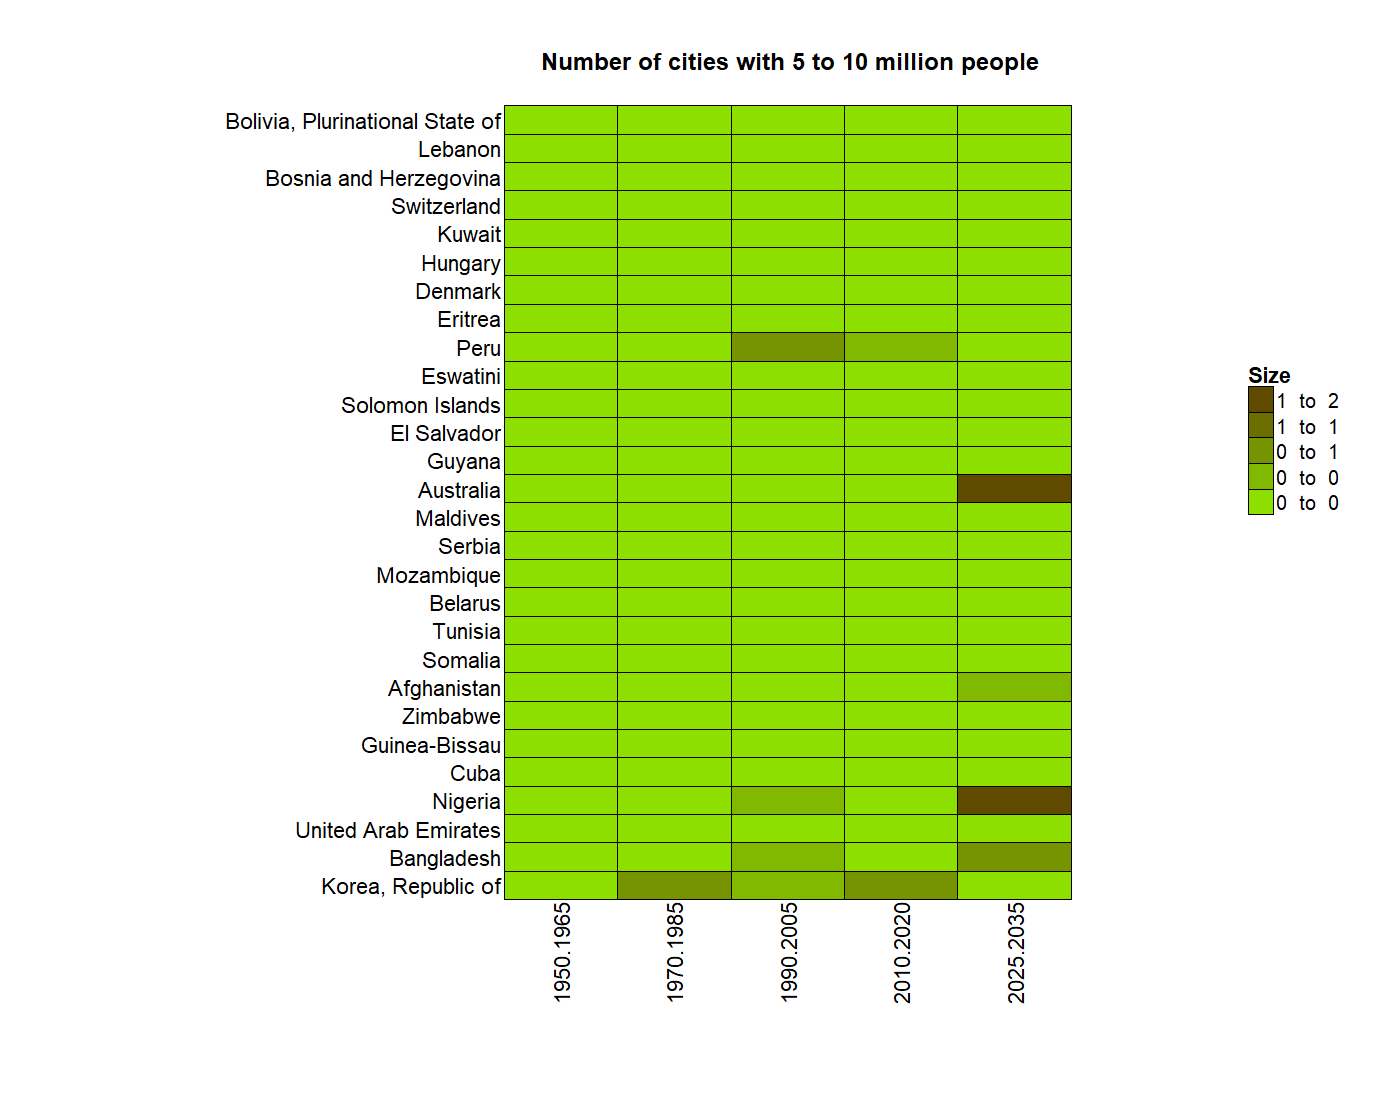 Number of cities with 5 to 10 million people
Bolivia, Plurinational State of
Lebanon
Bosnia and Herzegovina
Switzerland
Kuwait
Hungary
Denmark
Eritrea
Peru
Eswatini
Solomon Islands
El Salvador
Guyana
Australia
Maldives
Serbia
Mozambique
Belarus
Tunisia
Somalia
Afghanistan
Zimbabwe
Guinea-Bissau
Cuba
Nigeria
United Arab Emirates
Bangladesh
Korea, Republic of
1950.1965
1970.1985
1990.2005
2010.2020
2025.2035
Size
1 to 2
1 to 1
0 to 1
0 to 0
0 to 0